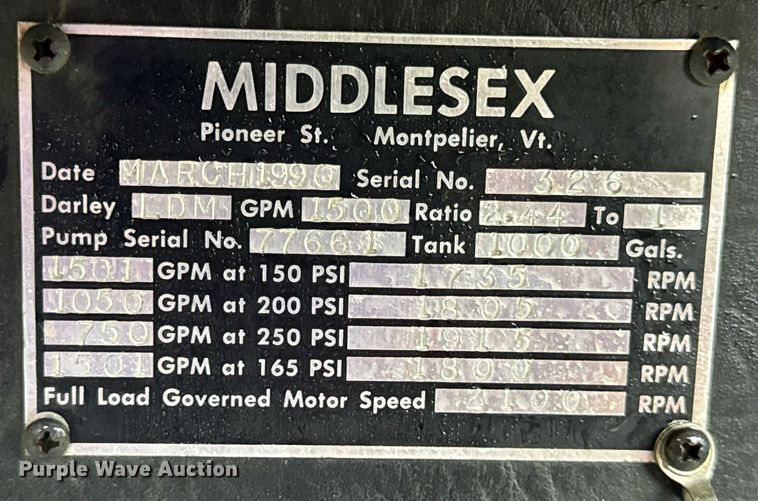 MIDDLESEX
Pioneer St. Montpelier, Vt.
Date MARCH 1990 Serial No. 326
Darley LDM GPM 1500 Ratio 2.44 To 1
Pump Serial No. 77661 Tank 1000 Gals.
1501 GPM at 150 PSI 1735 RPM
1050 GPM at 200 PSI 1805 RPM
750 GPM at 250 PSI 1915 RPM
1501 GPM at 165 PSI 1800 RPM
Full Load Governed Motor Speed 2100 RPM
Purple Wave Auction